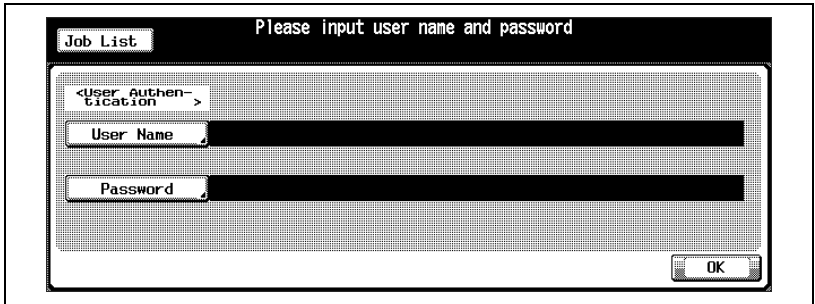 Please input user name and password
Job List
<User Authen-
tication >
User Name
Password
OK